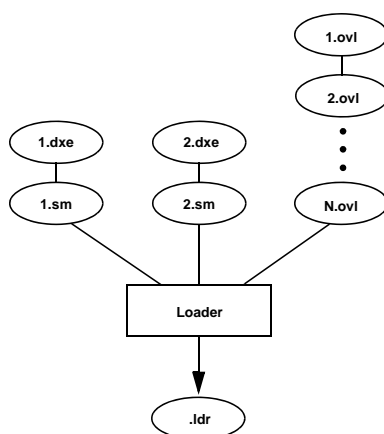 1.ovl
2.ovl
1.dxe
2.dxe
1.sm
2.sm
N.ovl
Loader
.ldr